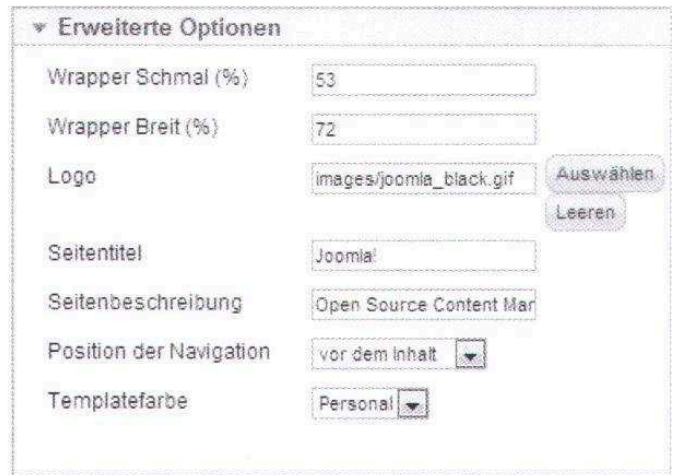 Erweiterte Optionen
Wrapper Schmal (%) 53
Wrapper Breit (%) 72
Logo images/joomla_black.gif Auswählen
Leeren
Seitentitel Joomla!
Seitenbeschreibung Open Source Content Mar
Position der Navigation vor dem Inhalt
Templatefarbe Personal